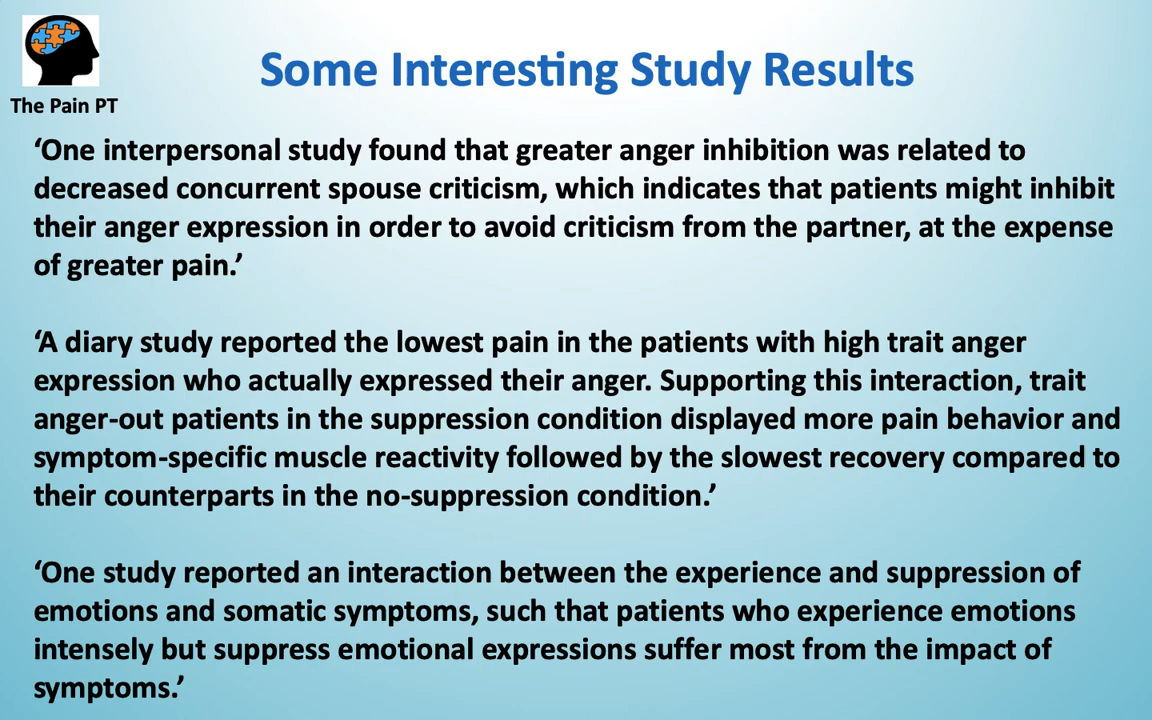 Some Interesting Study Results
The Pain PT
‘One interpersonal study found that greater anger inhibition was related to
decreased concurrent spouse criticism, which indicates that patients might inhibit
their anger expression in order to avoid criticism from the partner, at the expense
of greater pain.’
‘A diary study reported the lowest pain in the patients with high trait anger
expression who actually expressed their anger. Supporting this interaction, trait
anger-out patients in the suppression condition displayed more pain behavior and
symptom-specific muscle reactivity followed by the slowest recovery compared to
their counterparts in the no-suppression condition.’
‘One study reported an interaction between the experience and suppression of
emotions and somatic symptoms, such that patients who experience emotions
intensely but suppress emotional expressions suffer most from the impact of
symptoms.’